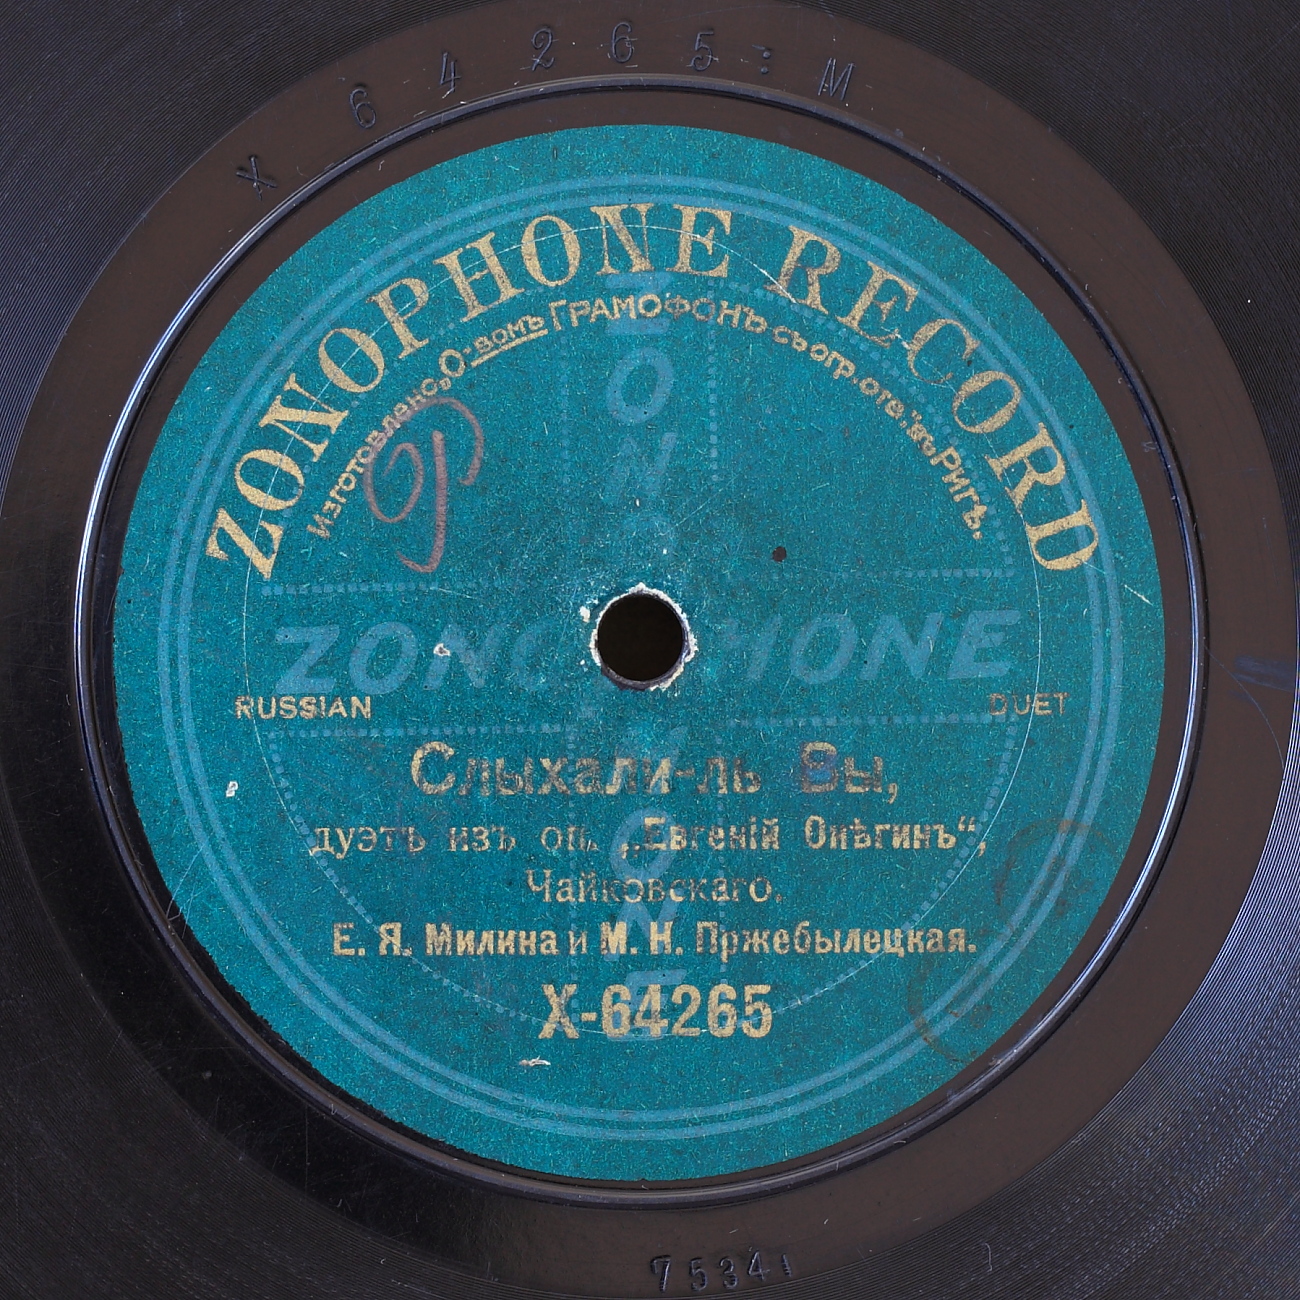 X 64265: M
ZONOPHONE RECORD
Изготовлено О-вомъ Грамофонъ съ огр. отв. въ Ригѣ.
ZONOPHONE
ZONOPHONE
RUSSIAN DUET
Слыхали-ль Вы,
дуэтъ изъ оп. „Евгеній Онѣгинъ“,
Чайковскаго.
Е. Я. Милина и М. Н. Пржебылецкая.
X-64265
75341